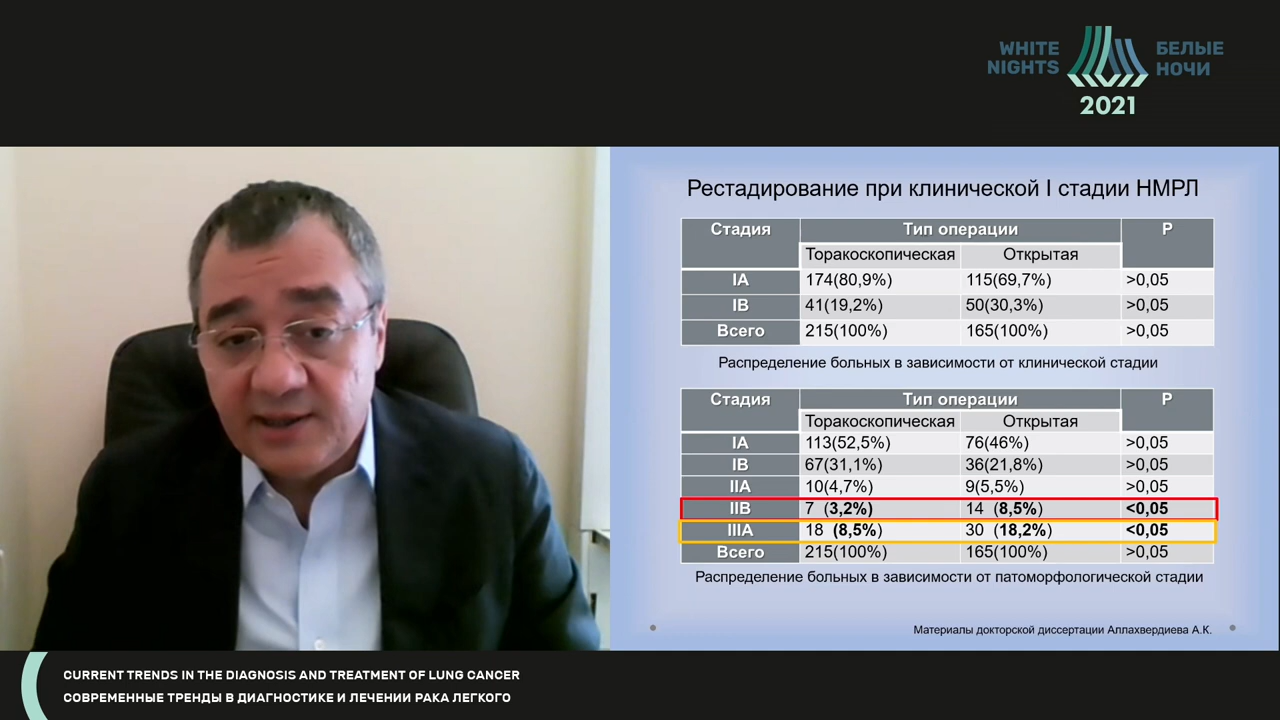 WHITE
NIGHTS
БЕЛЫЕ
НОЧИ
2021
Рестадирование при клинической I стадии НМРЛ
Стадия Тип операции P
Торакоскопическая Открытая
IA 174(80,9%) 115(69,7%) >0,05
IB 41(19,2%) 50(30,3%) >0,05
Всего 215(100%) 165(100%) >0,05
Распределение больных в зависимости от клинической стадии
Стадия Тип операции P
Торакоскопическая Открытая
IA 113(52,5%) 76(46%) >0,05
IB 67(31,1%) 36(21,8%) >0,05
IIA 10(4,7%) 9(5,5%) >0,05
IIB 7 (3,2%) 14 (8,5%) <0,05
IIIA 18 (8,5%) 30 (18,2%) <0,05
Всего 215(100%) 165(100%) >0,05
Распределение больных в зависимости от патоморфологической стадии
Материалы докторской диссертации Аллахвердиева А.К.
CURRENT TRENDS IN THE DIAGNOSIS AND TREATMENT OF LUNG CANCER
СОВРЕМЕННЫЕ ТРЕНДЫ В ДИАГНОСТИКЕ И ЛЕЧЕНИИ РАКА ЛЕГКОГО